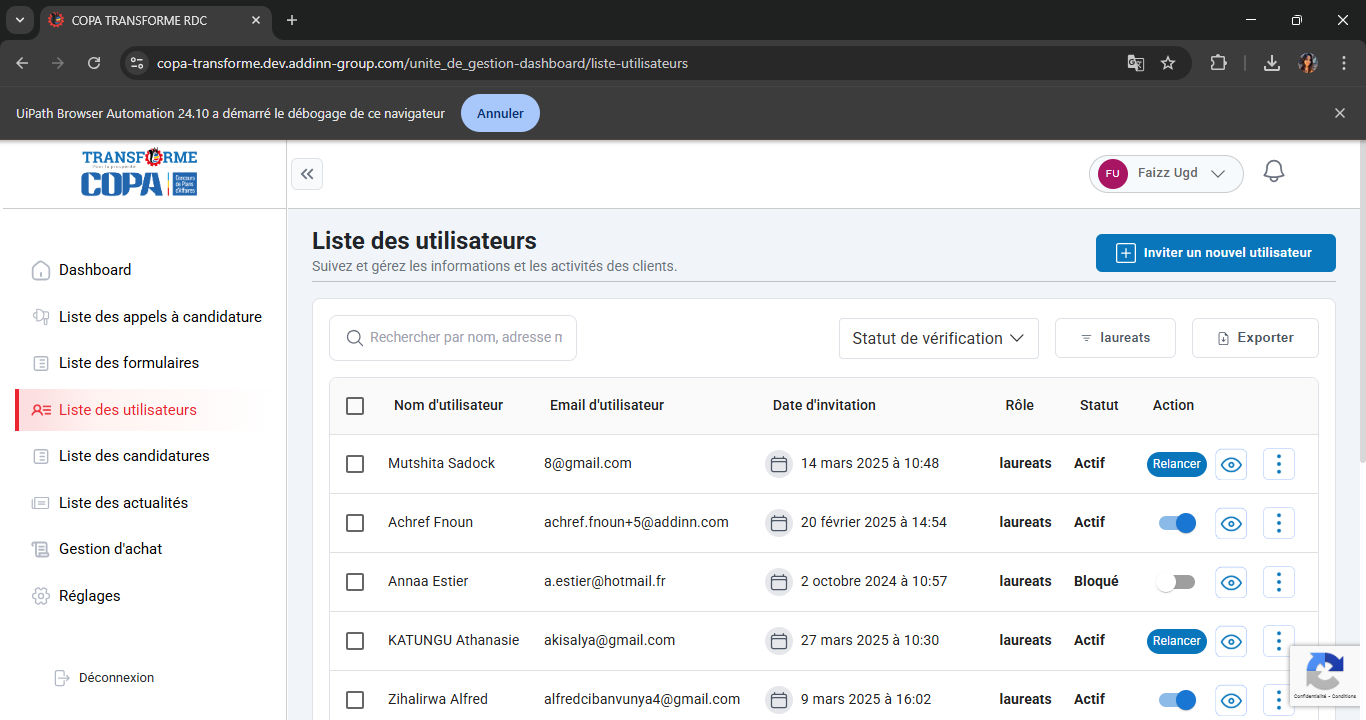 COPA TRANSFORME RDC
copa-transforme.dev.addinn-group.com/unite_de_gestion-dashboard/liste-utilisateurs
UiPath Browser Automation 24.10 a démarré le débogage de ce navigateur
Annuler
TRANSFORME
Pour la prospérité
COPA
Concours de Plans d'Affaires
FU
Faizz Ugd
Dashboard
Liste des appels à candidature
Liste des formulaires
Liste des utilisateurs
Liste des candidatures
Liste des actualités
Gestion d'achat
Réglages
Déconnexion
Liste des utilisateurs
Suivez et gérez les informations et les activités des clients.
Inviter un nouvel utilisateur
Rechercher par nom, adresse n
Statut de vérification
laureats
Exporter
Nom d'utilisateur Email d'utilisateur Date d'invitation Rôle Statut Action
Mutshita Sadock 8@gmail.com 14 mars 2025 à 10:48 laureats Actif Relancer
Achref Fnoun achref.fnoun+5@addinn.com 20 février 2025 à 14:54 laureats Actif
Annaa Estier a.estier@hotmail.fr 2 octobre 2024 à 10:57 laureats Bloqué
KATUNGU Athanasie akisalya@gmail.com 27 mars 2025 à 10:30 laureats Actif Relancer
Zihalirwa Alfred alfredcibanvunya4@gmail.com 9 mars 2025 à 16:02 laureats Actif
Confidentialité - Conditions